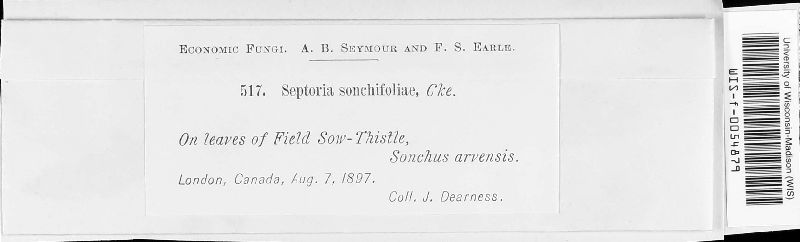 Economic Fungi. A. B. Seymour and F. S. Earle.
517. Septoria sonchifoliae, Cke.
On leaves of Field Sow-Thistle,
Sonchus arvensis.
London, Canada, Aug. 7, 1897.
Coll. J. Dearness.
University of Wisconsin-Madison (WIS)
WIS-f-0054879